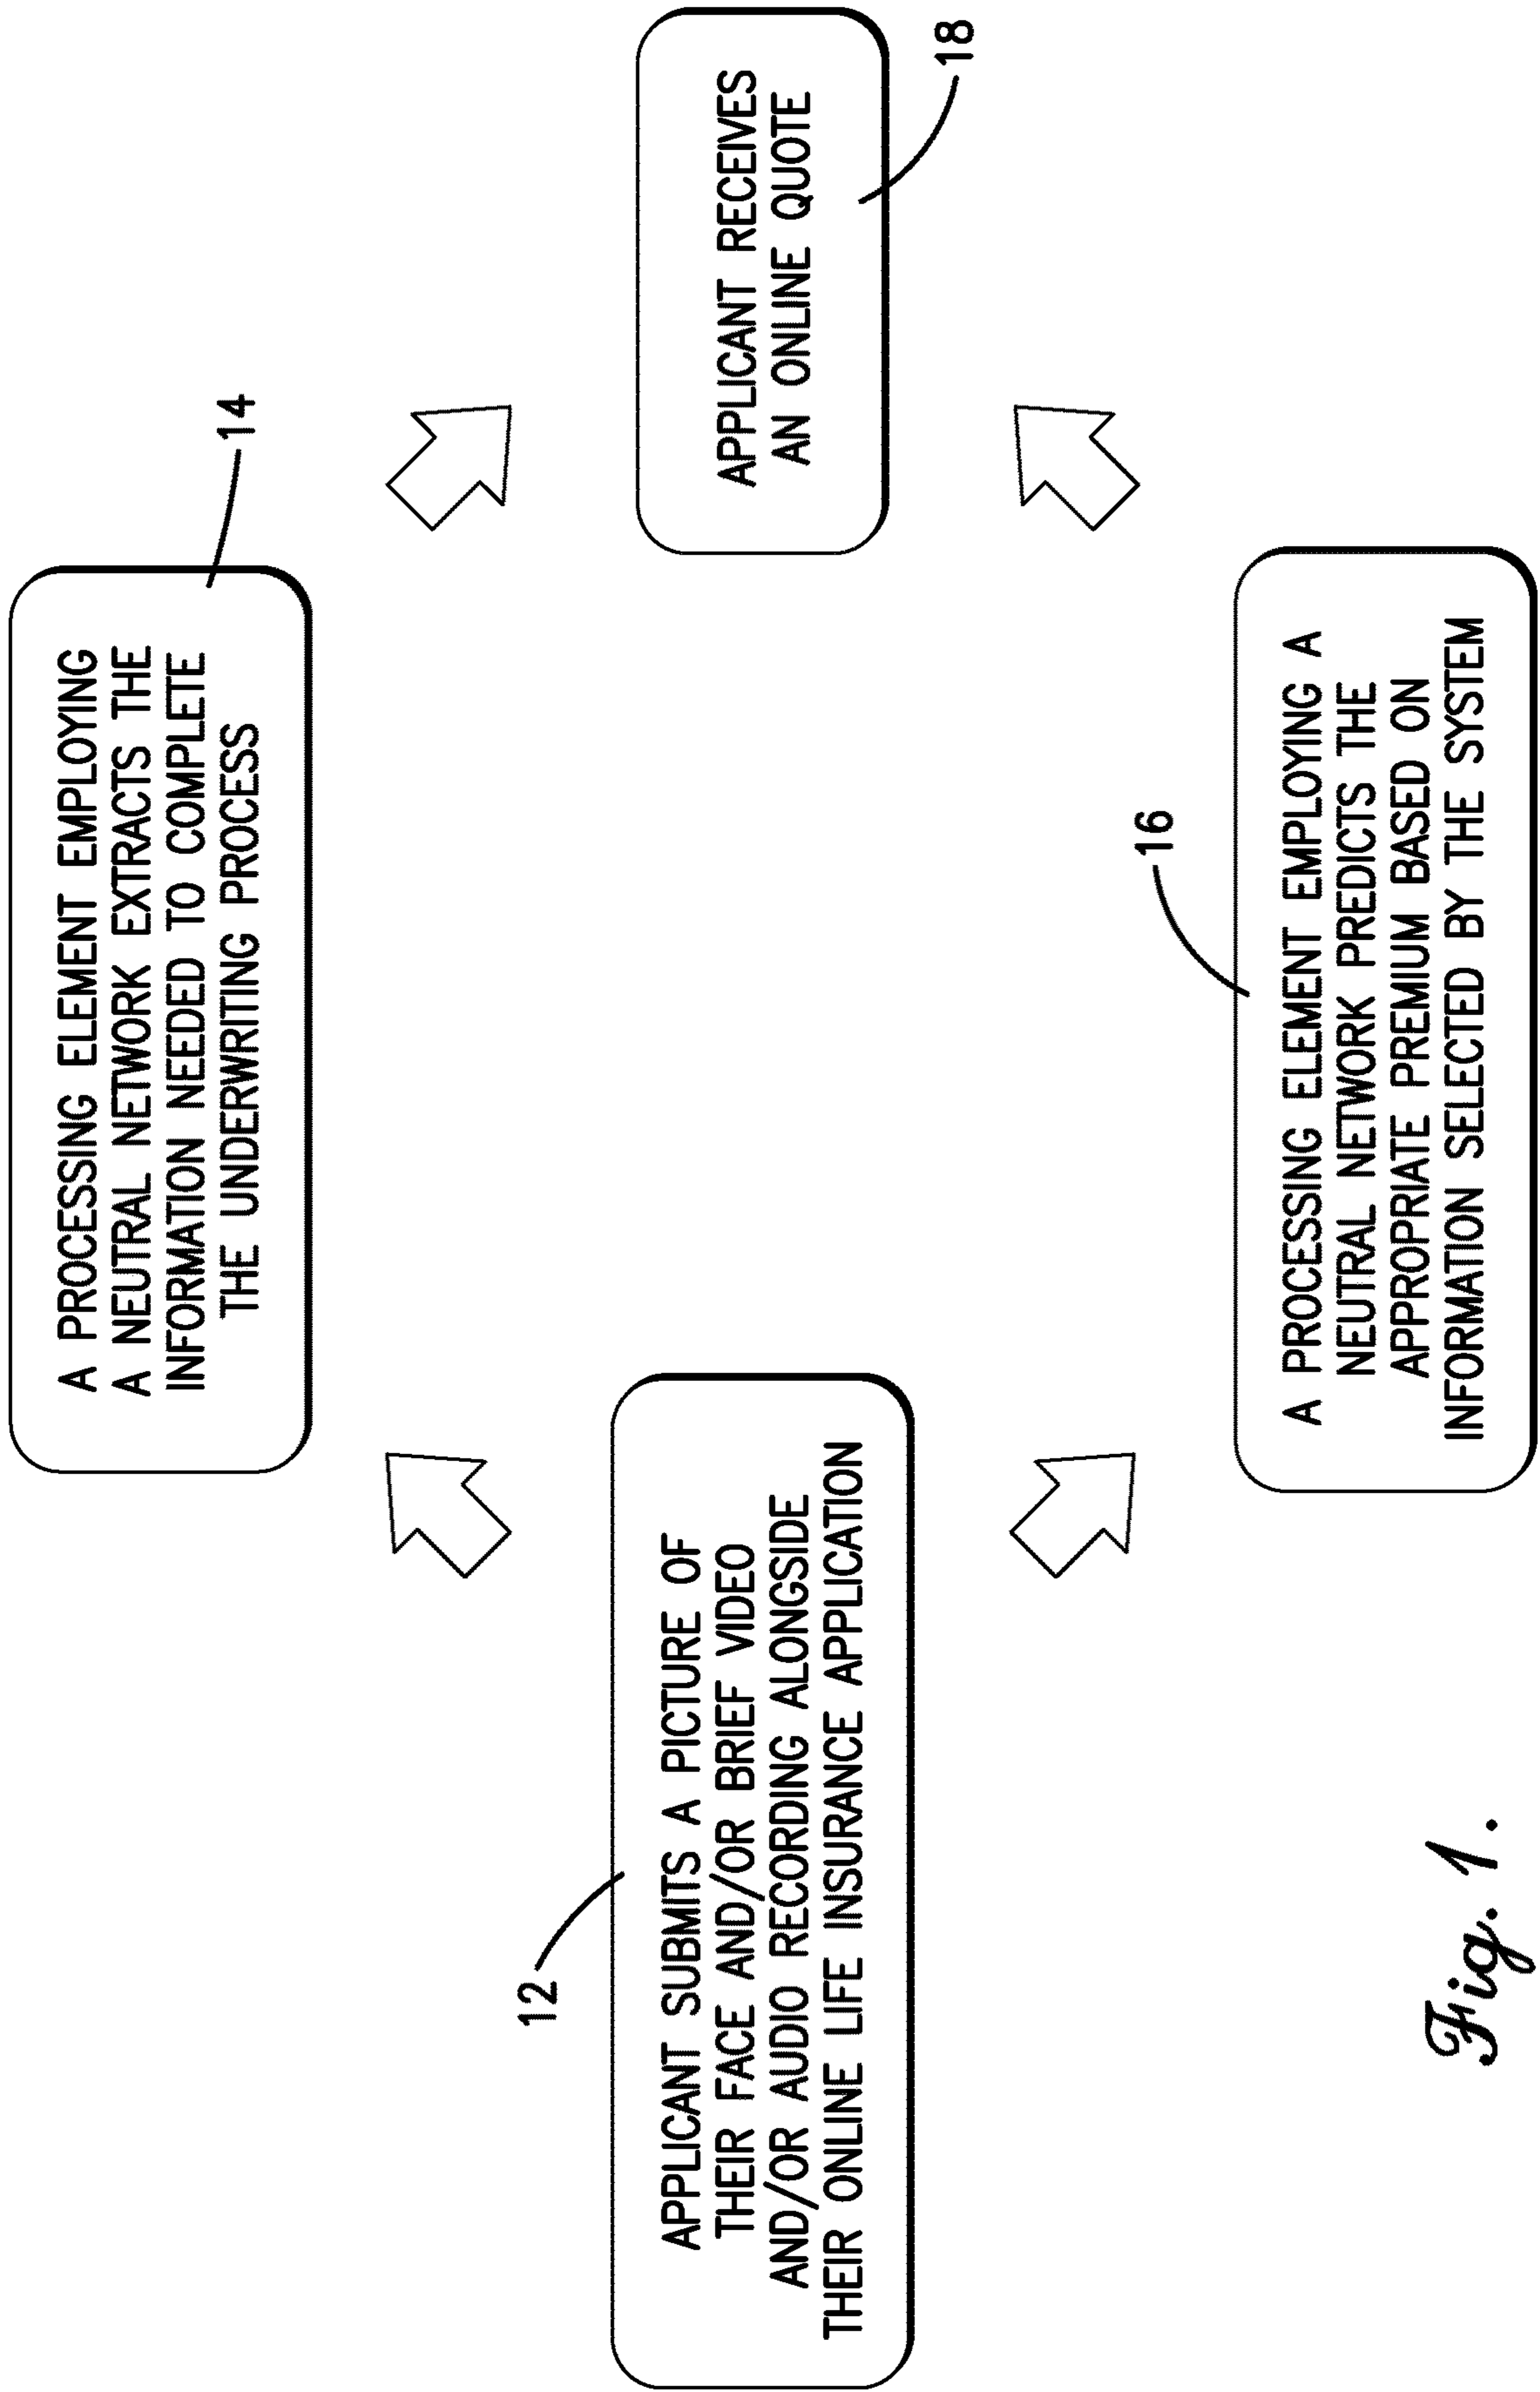 14
A PROCESSING ELEMENT EMPLOYING
A NEUTRAL NETWORK EXTRACTS THE
INFORMATION NEEDED TO COMPLETE
THE UNDERWRITING PROCESS
12
APPLICANT SUBMITS A PICTURE OF
THEIR FACE AND/OR BRIEF VIDEO
AND/OR AUDIO RECORDING ALONGSIDE
THEIR ONLINE LIFE INSURANCE APPLICATION
APPLICANT RECEIVES
AN ONLINE QUOTE
18
16
A PROCESSING ELEMENT EMPLOYING A
NEUTRAL NETWORK PREDICTS THE
APPROPRIATE PREMIUM BASED ON
INFORMATION SELECTED BY THE SYSTEM
Fig. 1.